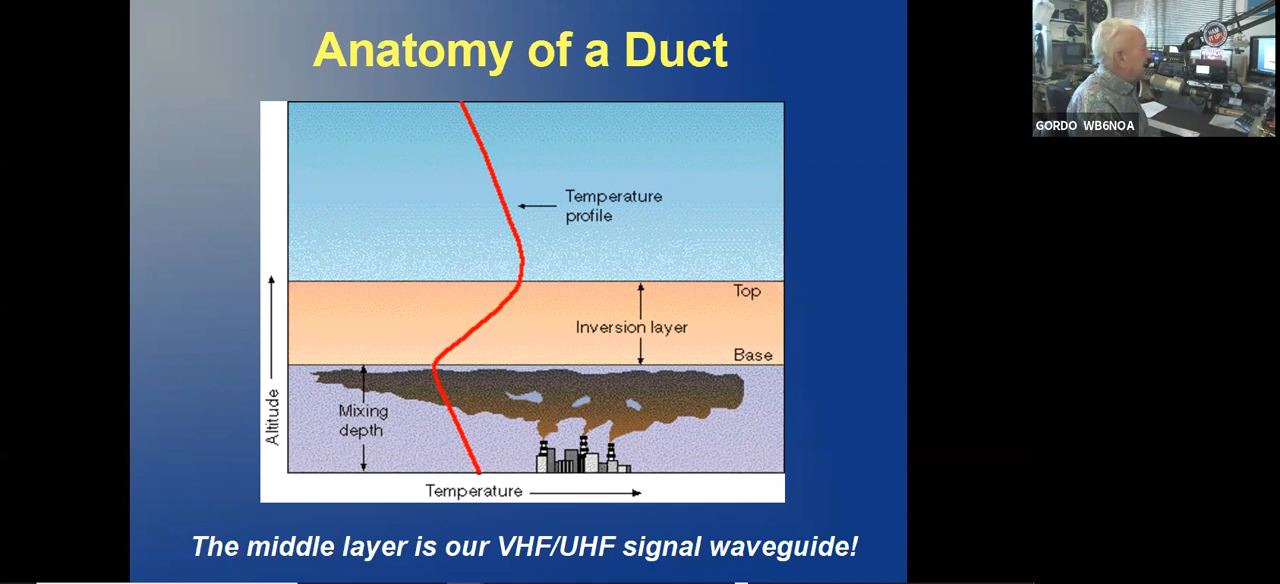 Anatomy of a Duct
GORDO WB6NOA
Temperature
profile
Top
Inversion layer
Base
Mixing
depth
Altitude
Temperature
The middle layer is our VHF/UHF signal waveguide!